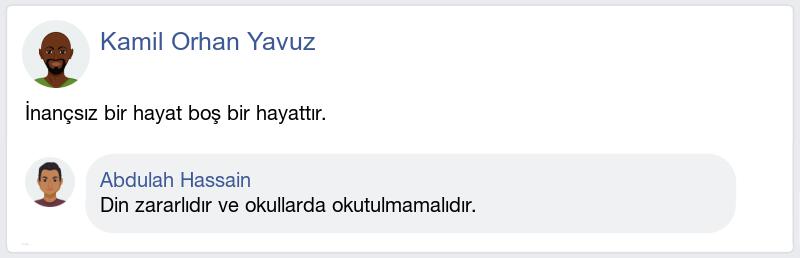 Kamil Orhan Yavuz
İnançsız bir hayat boş bir hayattır.
Abdulah Hassain
Din zararlıdır ve okullarda okutulmamalıdır.